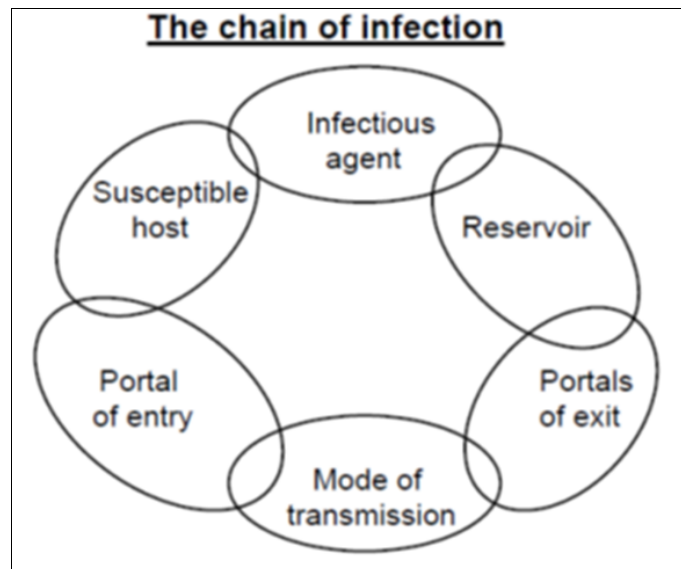 The chain of infection
Infectious
agent
Susceptible
host
Reservoir
Portal
of entry
Portals
of exit
Mode of
transmission